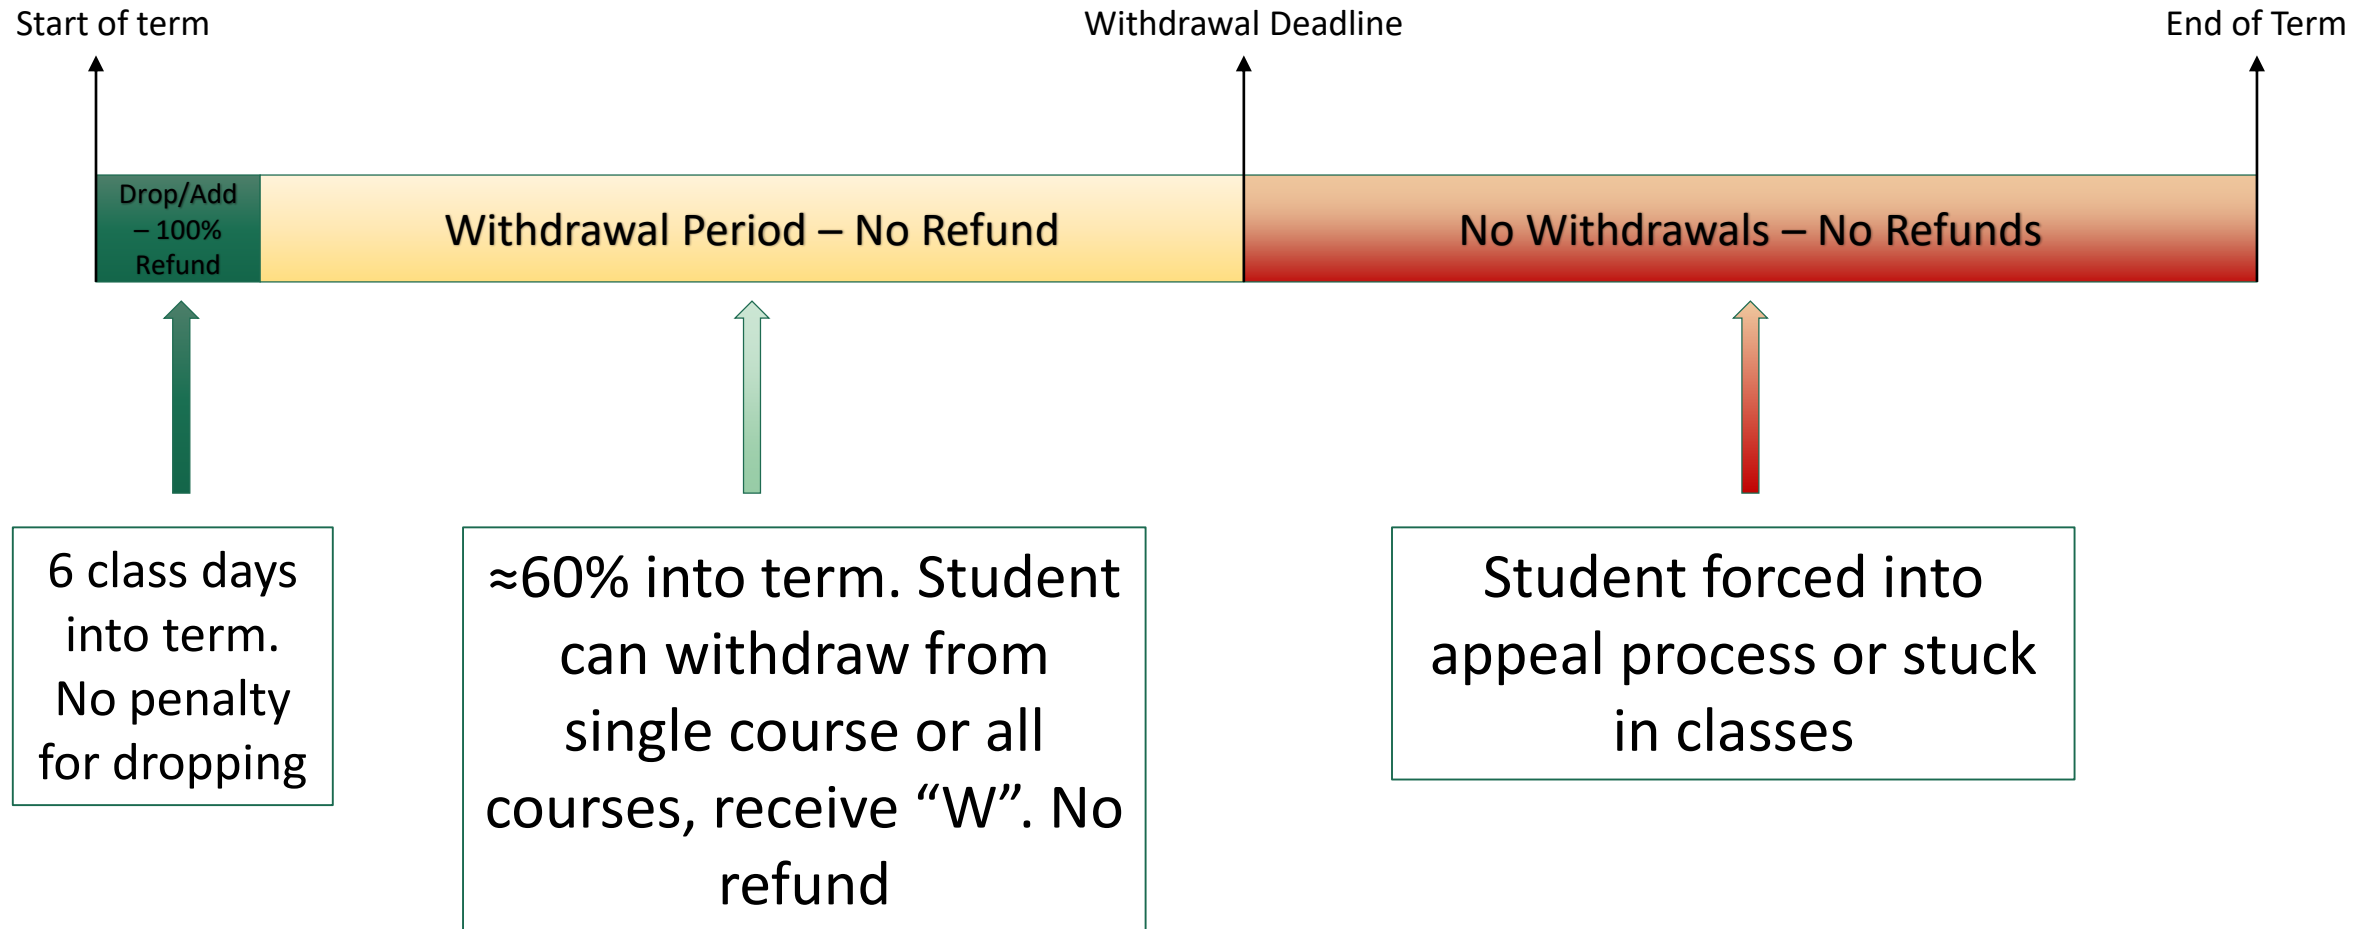 Start of term
Withdrawal Deadline
End of Term
Drop/Add
– 100%
Refund
Withdrawal Period – No Refund
No Withdrawals – No Refunds
6 class days
into term.
No penalty
for dropping
≈60% into term. Student
can withdraw from
single course or all
courses, receive “W”. No
refund
Student forced into
appeal process or stuck
in classes